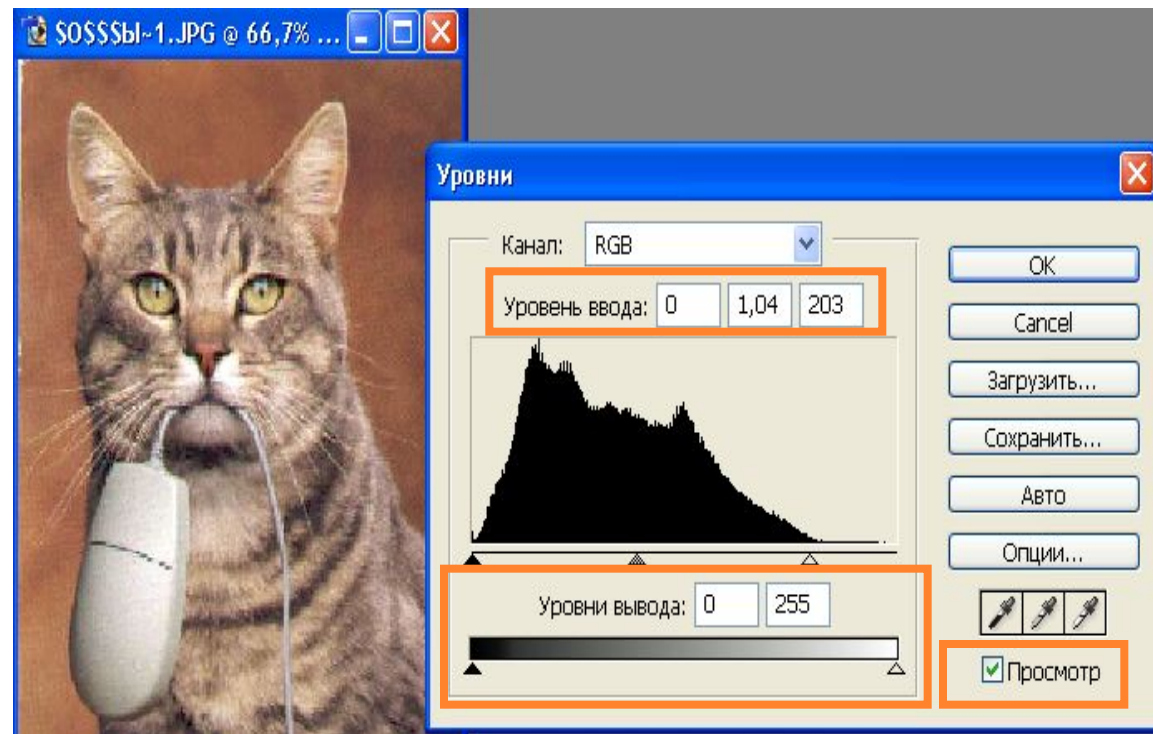 $O$$$Ы~1.JPG @ 66,7% ...
Уровни
Канал: RGB
Уровень ввода: 0 1,04 203
Уровни вывода: 0 255
OK
Cancel
Загрузить...
Сохранить...
Авто
Опции...
Просмотр